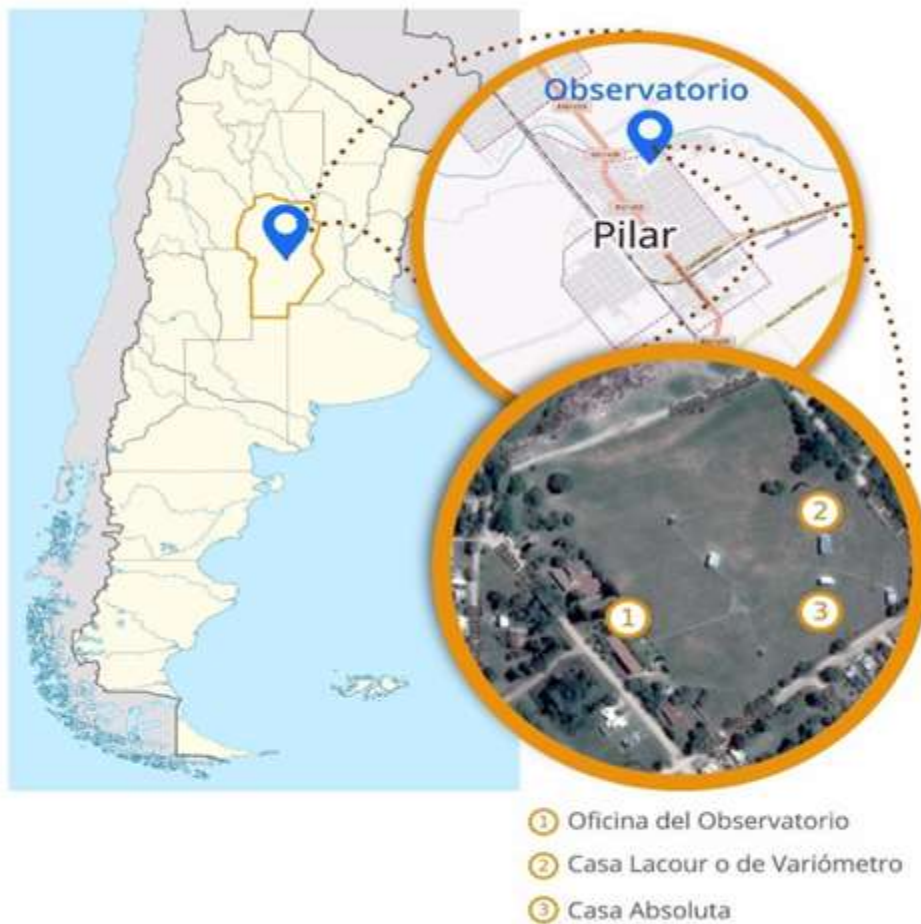 Observatorio
Pilar
2
1
3
1 Oficina del Observatorio
2 Casa Lacour o de Variómetro
3 Casa Absoluta